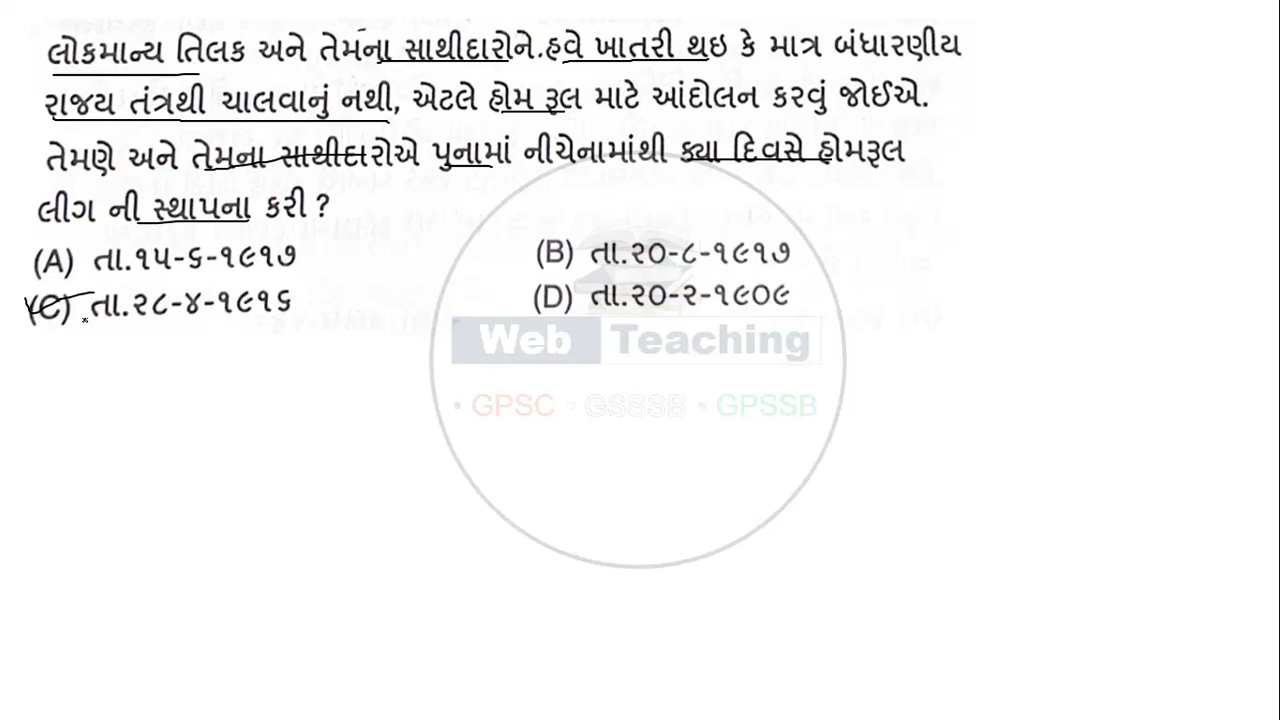 લોકમાન્ય તિલક અને તેમના સાથીદારોને.હવે ખાતરી થઇ કે માત્ર બંધારણીય
રાજય તંત્રથી ચાલવાનું નથી, એટલે હોમ રૂલ માટે આંદોલન કરવું જોઈએ.
તેમણે અને તેમના સાથીદારોએ પુનામાં નીચેનામાંથી ક્યા દિવસે હોમરૂલ
લીગ ની સ્થાપના કરી ?
(A) તા.૧૫-૬-૧૯૧૭
(B) તા.૨૦-૮-૧૯૧૭
(C) તા.૨૮-૪-૧૯૧૬
(D) તા.૨૦-૨-૧૯૦૯
Web Teaching
• GPSC • GSSSB • GPSSB